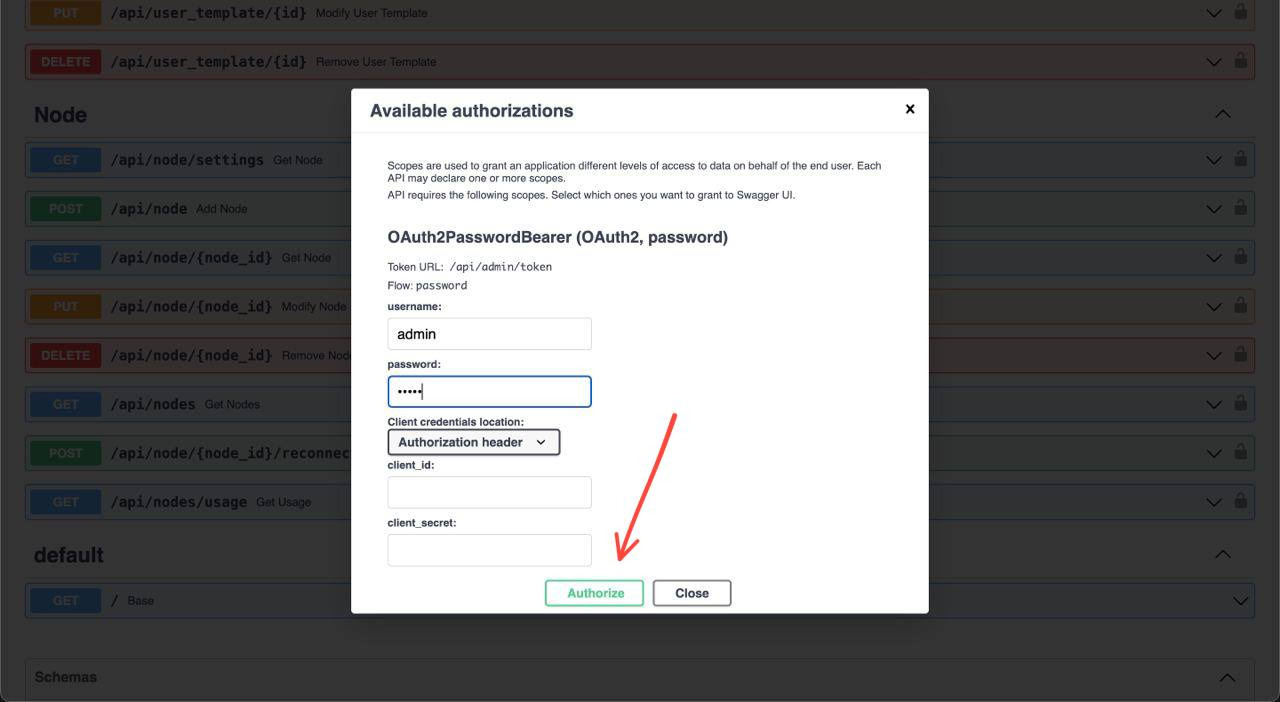 PUT /api/user_template/{id} Modify User Template
DELETE /api/user_template/{id} Remove User Template
Node
GET /api/node/settings Get Node
POST /api/node Add Node
GET /api/node/{node_id} Get Node
PUT /api/node/{node_id} Modify Node
DELETE /api/node/{node_id} Remove Node
GET /api/nodes Get Nodes
POST /api/node/{node_id}/reconnec
GET /api/nodes/usage Get Usage
default
GET / Base
Schemas
Available authorizations
Scopes are used to grant an application different levels of access to data on behalf of the end user. Each
API may declare one or more scopes.
API requires the following scopes. Select which ones you want to grant to Swagger UI.
OAuth2PasswordBearer (OAuth2, password)
Token URL: /api/admin/token
Flow: password
username:
admin
password:
•••••
Client credentials location:
Authorization header
client_id:
client_secret:
Authorize Close